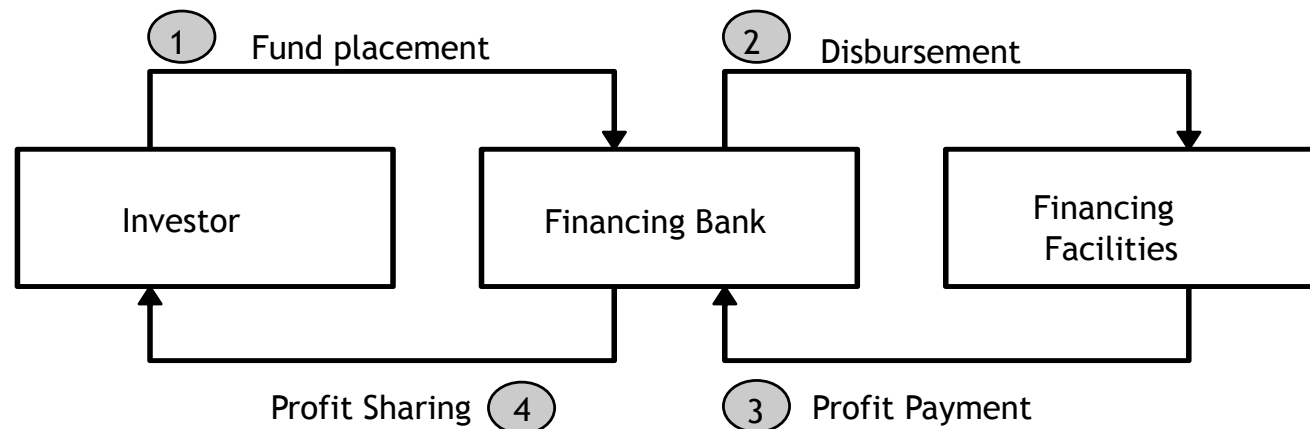 1 Fund placement
2 Disbursement
Investor
Financing Bank
Financing
Facilities
Profit Sharing 4
3 Profit Payment